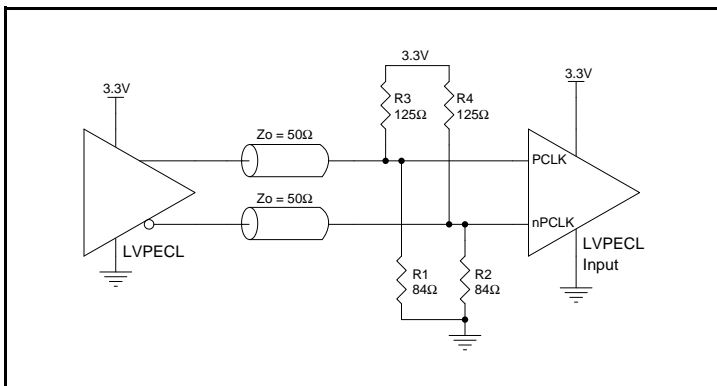 3.3V
3.3V
3.3V
R3
125Ω
R4
125Ω
Zo = 50Ω
PCLK
Zo = 50Ω
nPCLK
LVPECL
LVPECL
Input
R1
84Ω
R2
84Ω